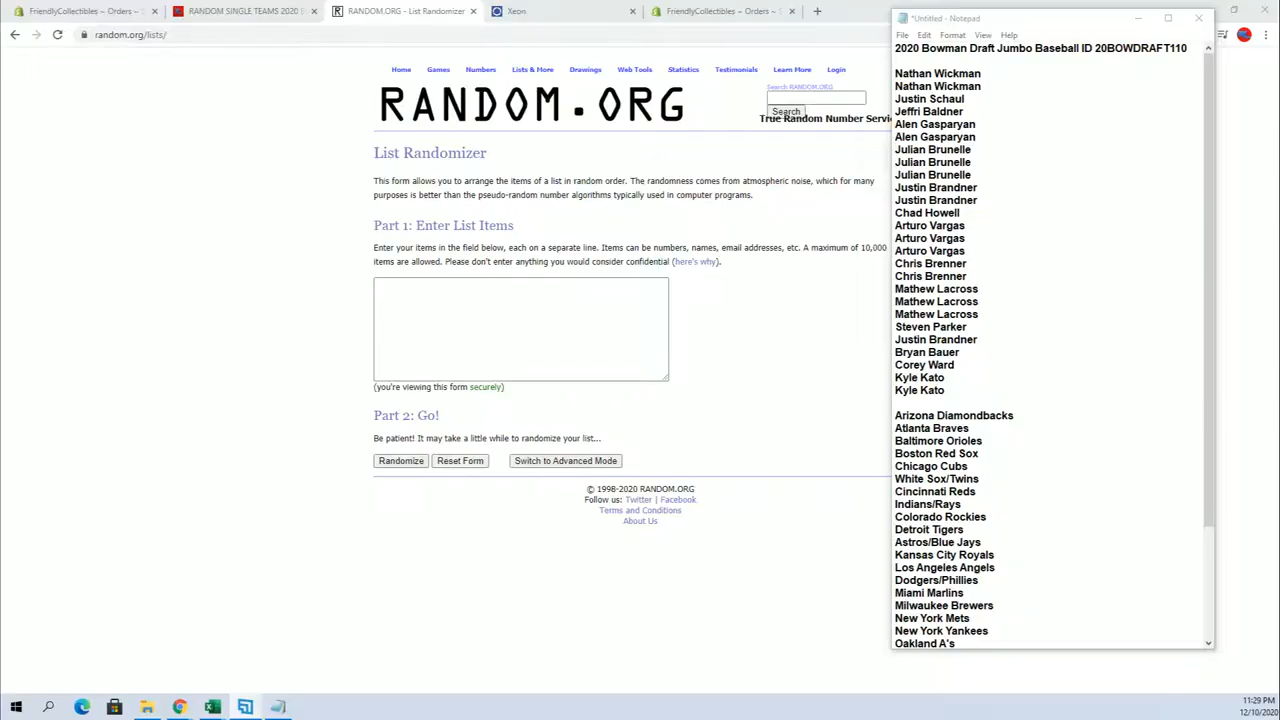 FriendlyCollectibles ~ Orders ~
RANDOM SINGLE TEAMS 2020
RANDOM.ORG - List Randomizer
Xeon
FriendlyCollectibles ~ Orders ~
random.org/lists/
Home Games Numbers Lists & More Drawings Web Tools Statistics Testimonials Learn More Login
RANDOM.ORG
Search RANDOM.ORG
Search
True Random Number Servi
List Randomizer
This form allows you to arrange the items of a list in random order. The randomness comes from atmospheric noise, which for many
purposes is better than the pseudo-random number algorithms typically used in computer programs.
Part 1: Enter List Items
Enter your items in the field below, each on a separate line. Items can be numbers, names, email addresses, etc. A maximum of 10,000
items are allowed. Please don't enter anything you would consider confidential (here's why).
(you're viewing this form securely)
Part 2: Go!
Be patient! It may take a little while to randomize your list...
Randomize Reset Form Switch to Advanced Mode
© 1998-2020 RANDOM.ORG
Follow us: Twitter | Facebook
Terms and Conditions
About Us
*Untitled - Notepad
File Edit Format View Help
2020 Bowman Draft Jumbo Baseball ID 20BOWDRAFT110
Nathan Wickman
Nathan Wickman
Justin Schaul
Jeffri Baldner
Alen Gasparyan
Alen Gasparyan
Julian Brunelle
Julian Brunelle
Julian Brunelle
Justin Brandner
Justin Brandner
Chad Howell
Arturo Vargas
Arturo Vargas
Arturo Vargas
Chris Brenner
Chris Brenner
Mathew Lacross
Mathew Lacross
Mathew Lacross
Steven Parker
Justin Brandner
Bryan Bauer
Corey Ward
Kyle Kato
Kyle Kato
Arizona Diamondbacks
Atlanta Braves
Baltimore Orioles
Boston Red Sox
Chicago Cubs
White Sox/Twins
Cincinnati Reds
Indians/Rays
Colorado Rockies
Detroit Tigers
Astros/Blue Jays
Kansas City Royals
Los Angeles Angels
Dodgers/Phillies
Miami Marlins
Milwaukee Brewers
New York Mets
New York Yankees
Oakland A's
11:29 PM
12/10/2020